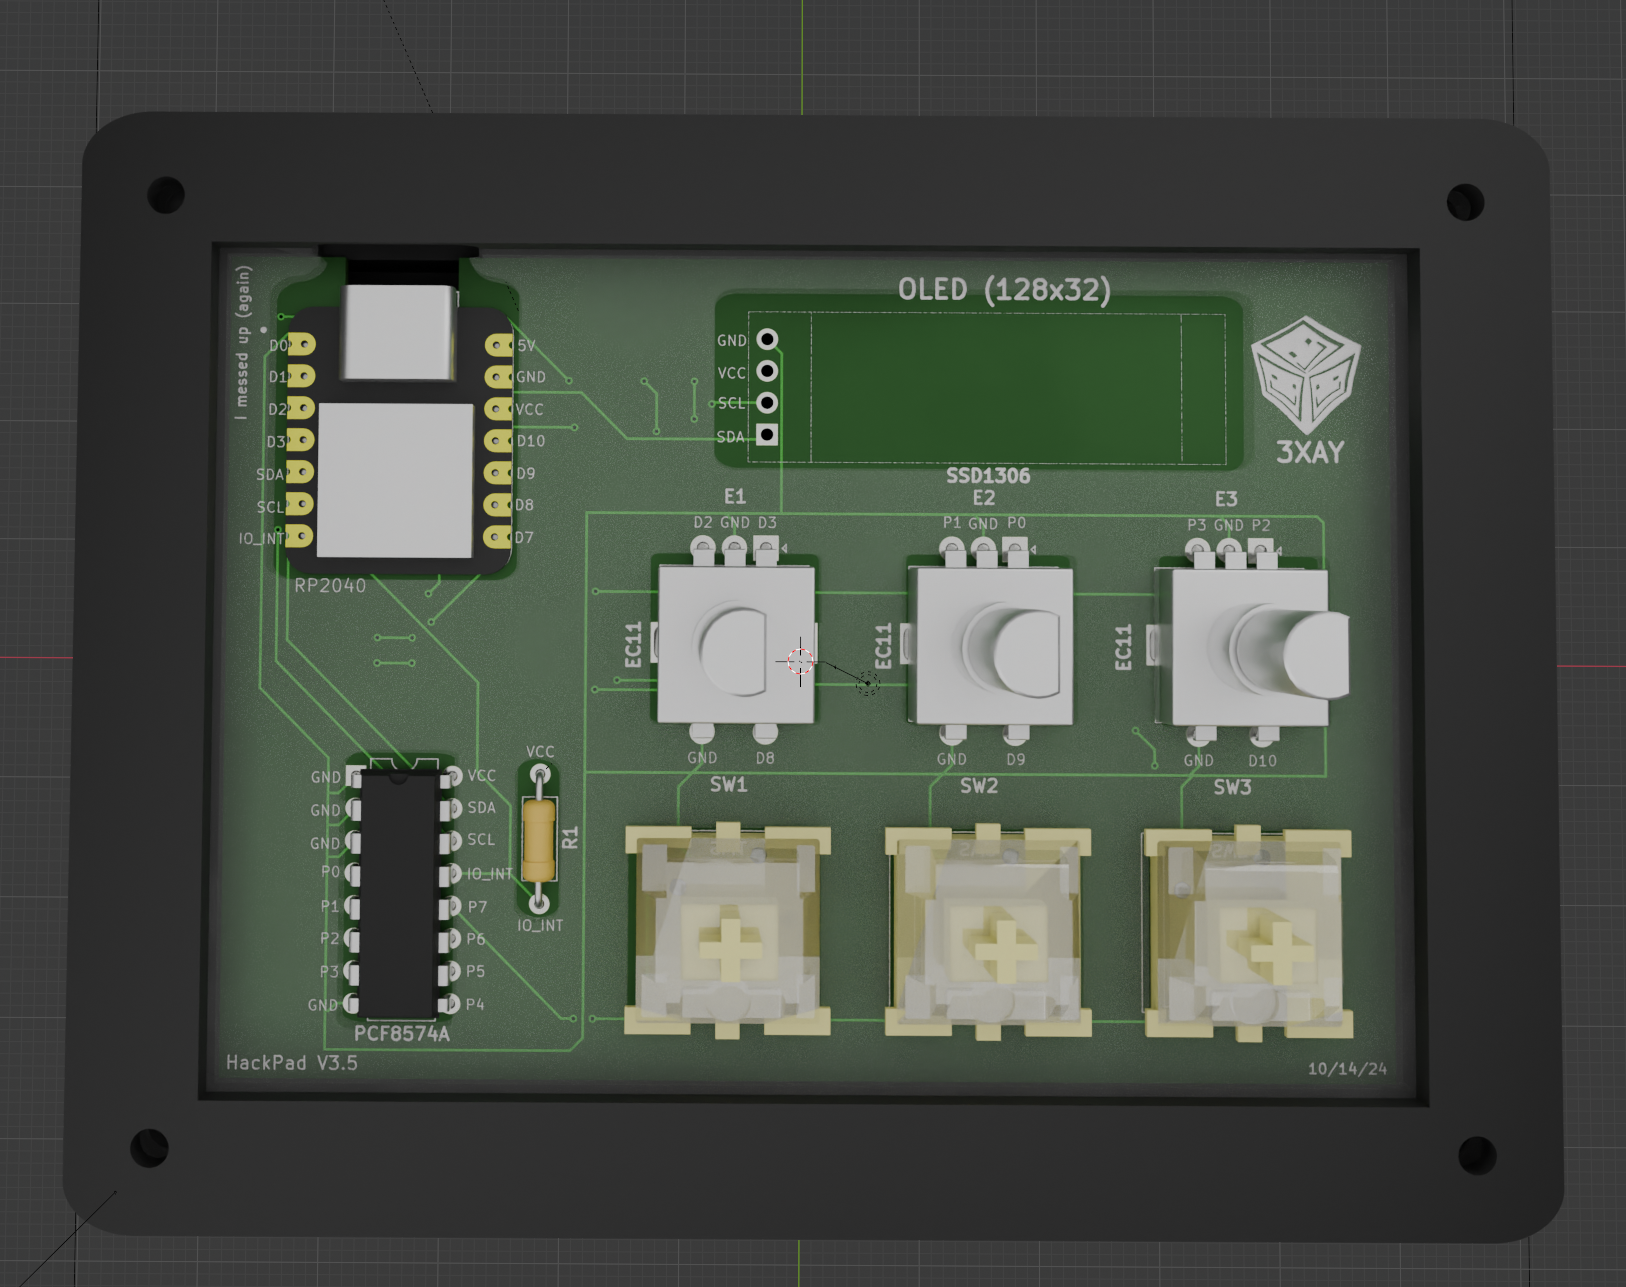 I messed up (again)
OLED (128x32)
D0
D1
D2
D3
SDA
SCL
IO_INT
5V
GND
VCC
D10
D9
D8
D7
RP2040
GND
VCC
SCL
SDA
SSD1306
3XAY
E1
D2 GND D3
EC11
GND D8
SW1
E2
P1 GND P0
EC11
GND D9
SW2
E3
P3 GND P2
EC11
GND D10
SW3
GND
GND
GND
P0
P1
P2
P3
GND
VCC
SDA
SCL
IO_INT
P7
P6
P5
P4
PCF8574A
VCC
R1
IO_INT
HackPad V3.5
10/14/24